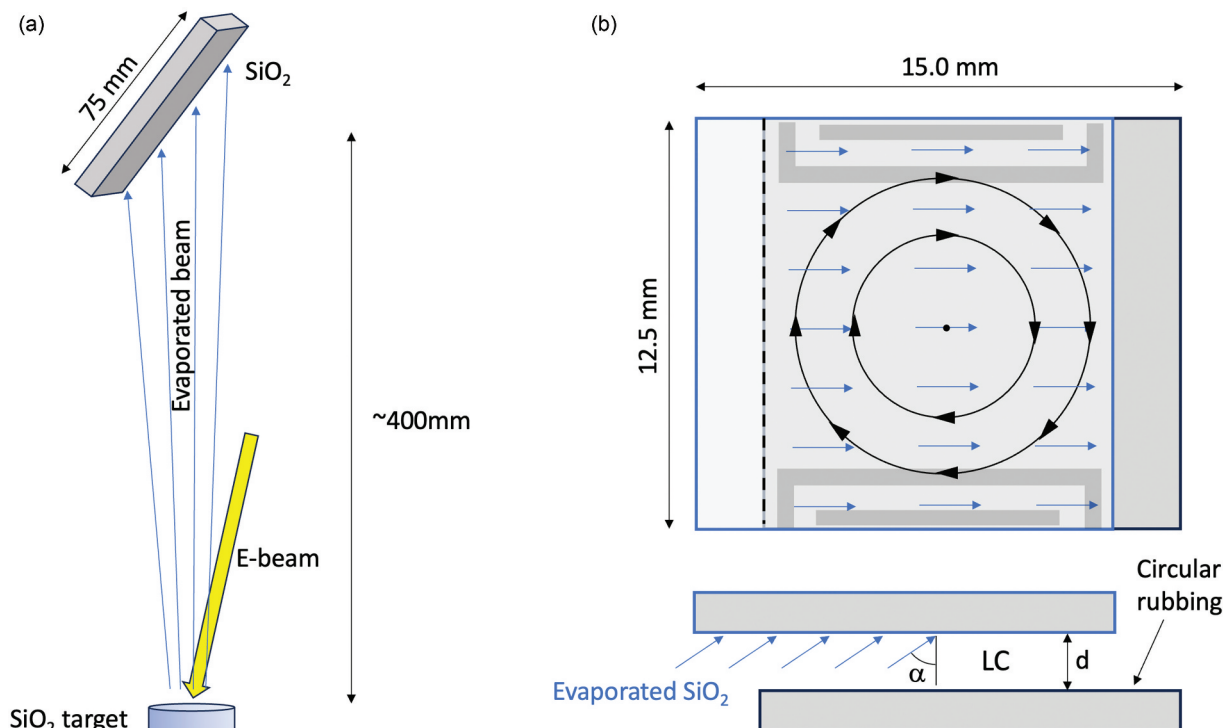 (a)
75 mm
SiO₂
Evaporated beam
~400mm
E-beam
SiO₂ target
(b)
15.0 mm
12.5 mm
Circular
rubbing
LC
d
α
Evaporated SiO₂